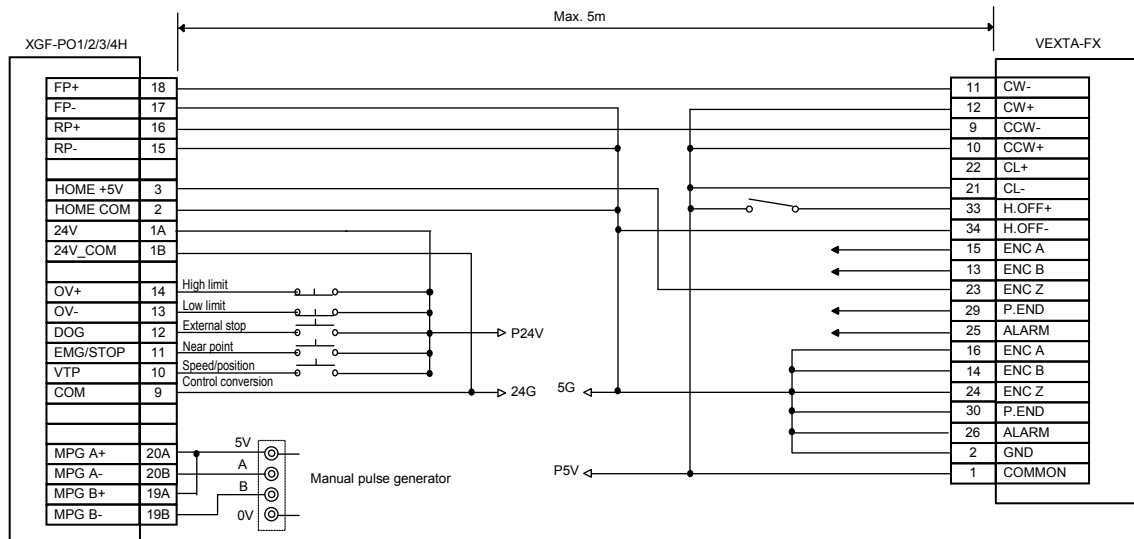 Max. 5m
XGF-PO1/2/3/4H
VEXTA-FX
FP+ 18
FP- 17
RP+ 16
RP- 15
HOME +5V 3
HOME COM 2
24V 1A
24V_COM 1B
OV+ 14 High limit
OV- 13 Low limit
DOG 12 External stop
EMG/STOP 11 Near point
VTP 10 Speed/position
Control conversion
COM 9
P24V
24G
5G
P5V
MPG A+ 20A 5V
MPG A- 20B A
MPG B+ 19A B
MPG B- 19B 0V
Manual pulse generator
11 CW-
12 CW+
9 CCW-
10 CCW+
22 CL+
21 CL-
33 H.OFF+
34 H.OFF-
15 ENC A
13 ENC B
23 ENC Z
29 P.END
25 ALARM
16 ENC A
14 ENC B
24 ENC Z
30 P.END
26 ALARM
2 GND
1 COMMON